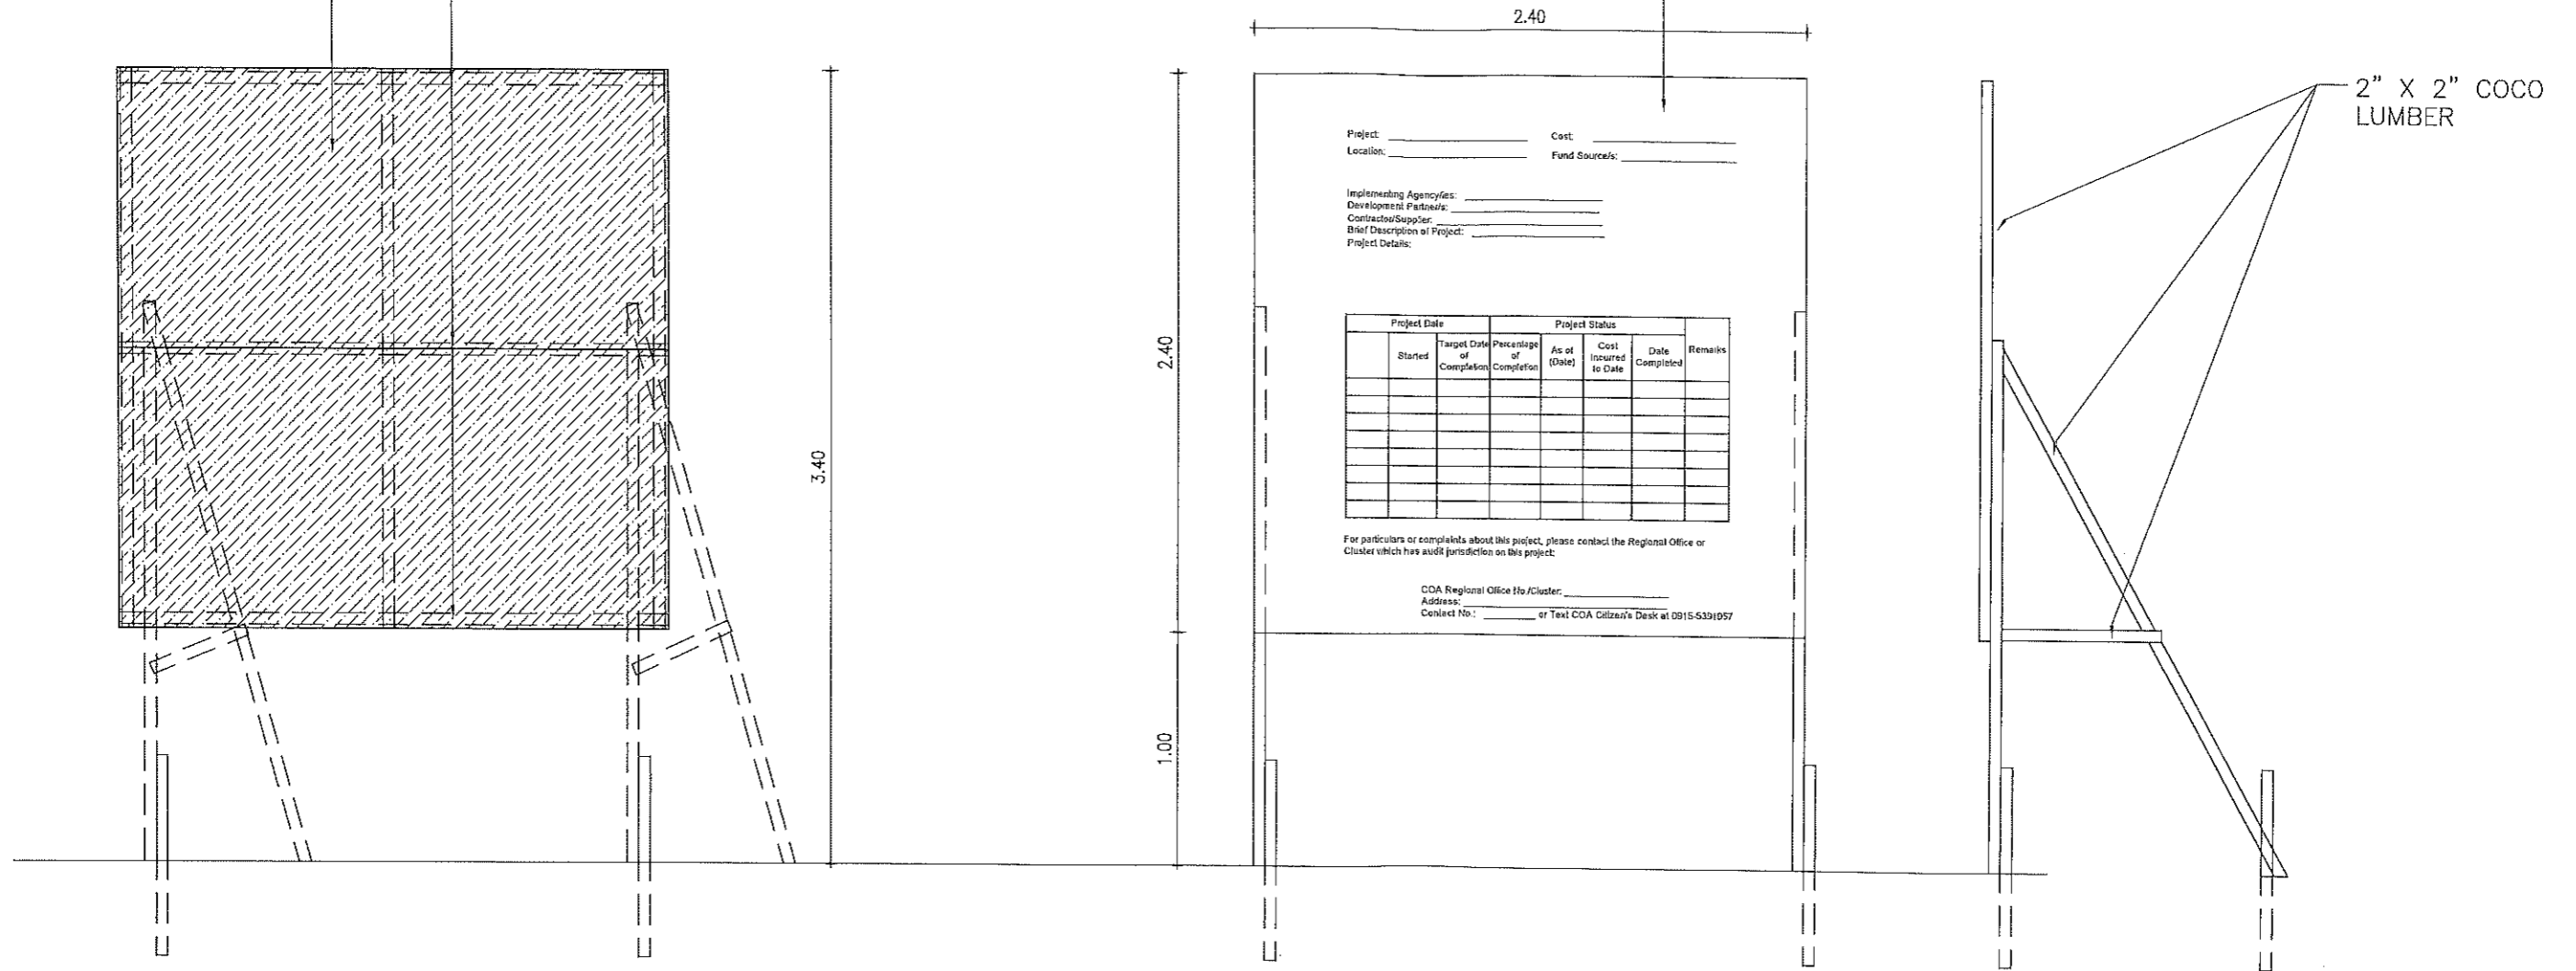 2.40
2" X 2" COCO
LUMBER
Project: Cost:
Location: Fund Source/s:
Implementing Agency/ies:
Development Partner/s:
Contractor/Supplier:
Brief Description of Project:
Project Details:
Project Date Project Status Remarks
Started Target Date of Completion Percentage of Completion As of (Date) Cost Incured to Date Date Completed
2.40
3.40
For particulars or complaints about this project, please contact the Regional Office or
Cluster which has audit jurisdiction on this project:
COA Regional Office No./Cluster:
Address:
Contact No.: or Text COA Citizen's Desk at 0915-5391957
1.00